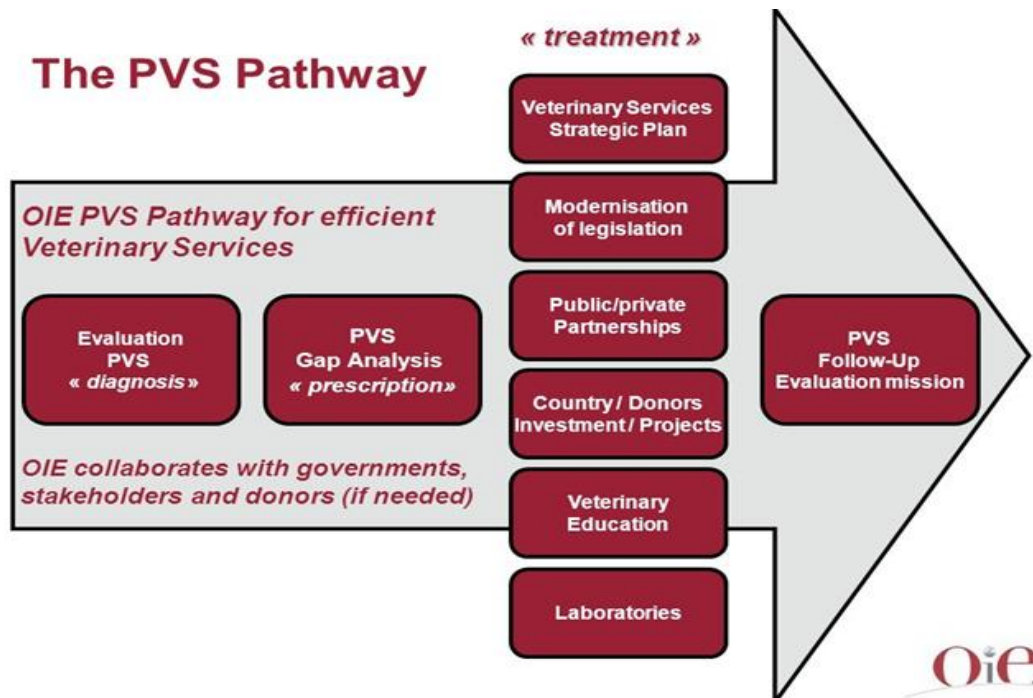 The PVS Pathway
« treatment »
OIE PVS Pathway for efficient
Veterinary Services
Evaluation
PVS
« diagnosis »
PVS
Gap Analysis
« prescription»
Veterinary Services
Strategic Plan
Modernisation
of legislation
Public/private
Partnerships
Country / Donors
Investment / Projects
Veterinary
Education
Laboratories
PVS
Follow-Up
Evaluation mission
OIE collaborates with governments,
stakeholders and donors (if needed)
OiE